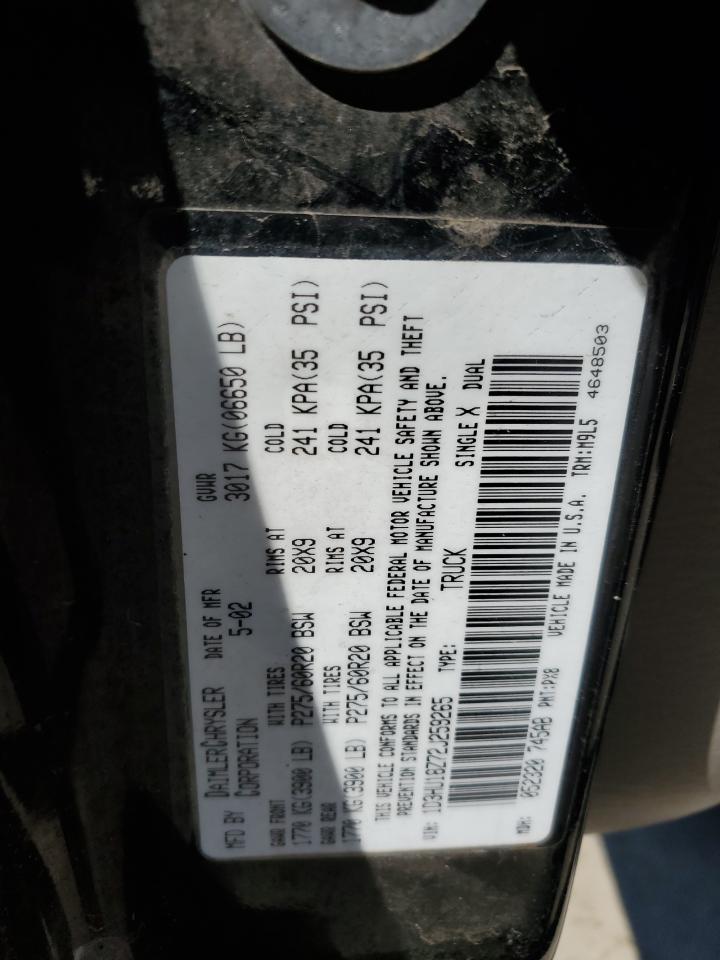 MFD BY DAIMLERCHRYSLER CORPORATION DATE OF MFR 5-02 GVWR 3017 KG(06650 LB)
GAWR FRONT WITH TIRES RIMS AT COLD
1770 KG(3900 LB) P275/60R20 BSW 20X9 241 KPA(35 PSI)
GAWR REAR WITH TIRES RIMS AT COLD
1770 KG(3900 LB) P275/60R20 BSW 20X9 241 KPA(35 PSI)
THIS VEHICLE CONFORMS TO ALL APPLICABLE FEDERAL MOTOR VEHICLE SAFETY AND THEFT
PREVENTION STANDARDS IN EFFECT ON THE DATE OF MANUFACTURE SHOWN ABOVE.
VIN: 1D3HU18Z72J259265 TYPE: TRUCK SINGLE X DUAL
MDH: 052320 745AB PNT:PX8 VEHICLE MADE IN U.S.A. TRM:M9L5
4648503